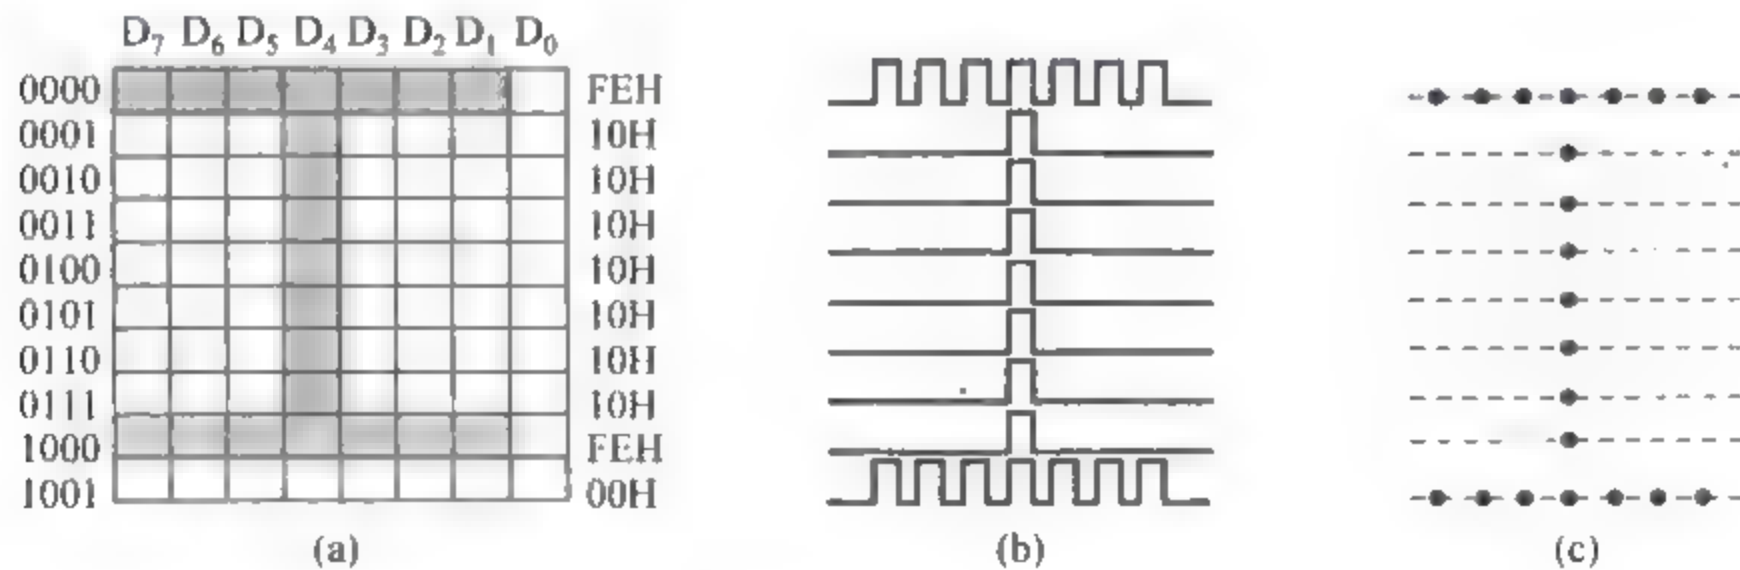 D7 D6 D5 D4 D3 D2 D1 D0
0000 FEH
0001 10H
0010 10H
0011 10H
0100 10H
0101 10H
0110 10H
0111 10H
1000 FEH
1001 00H
(a) (b) (c)